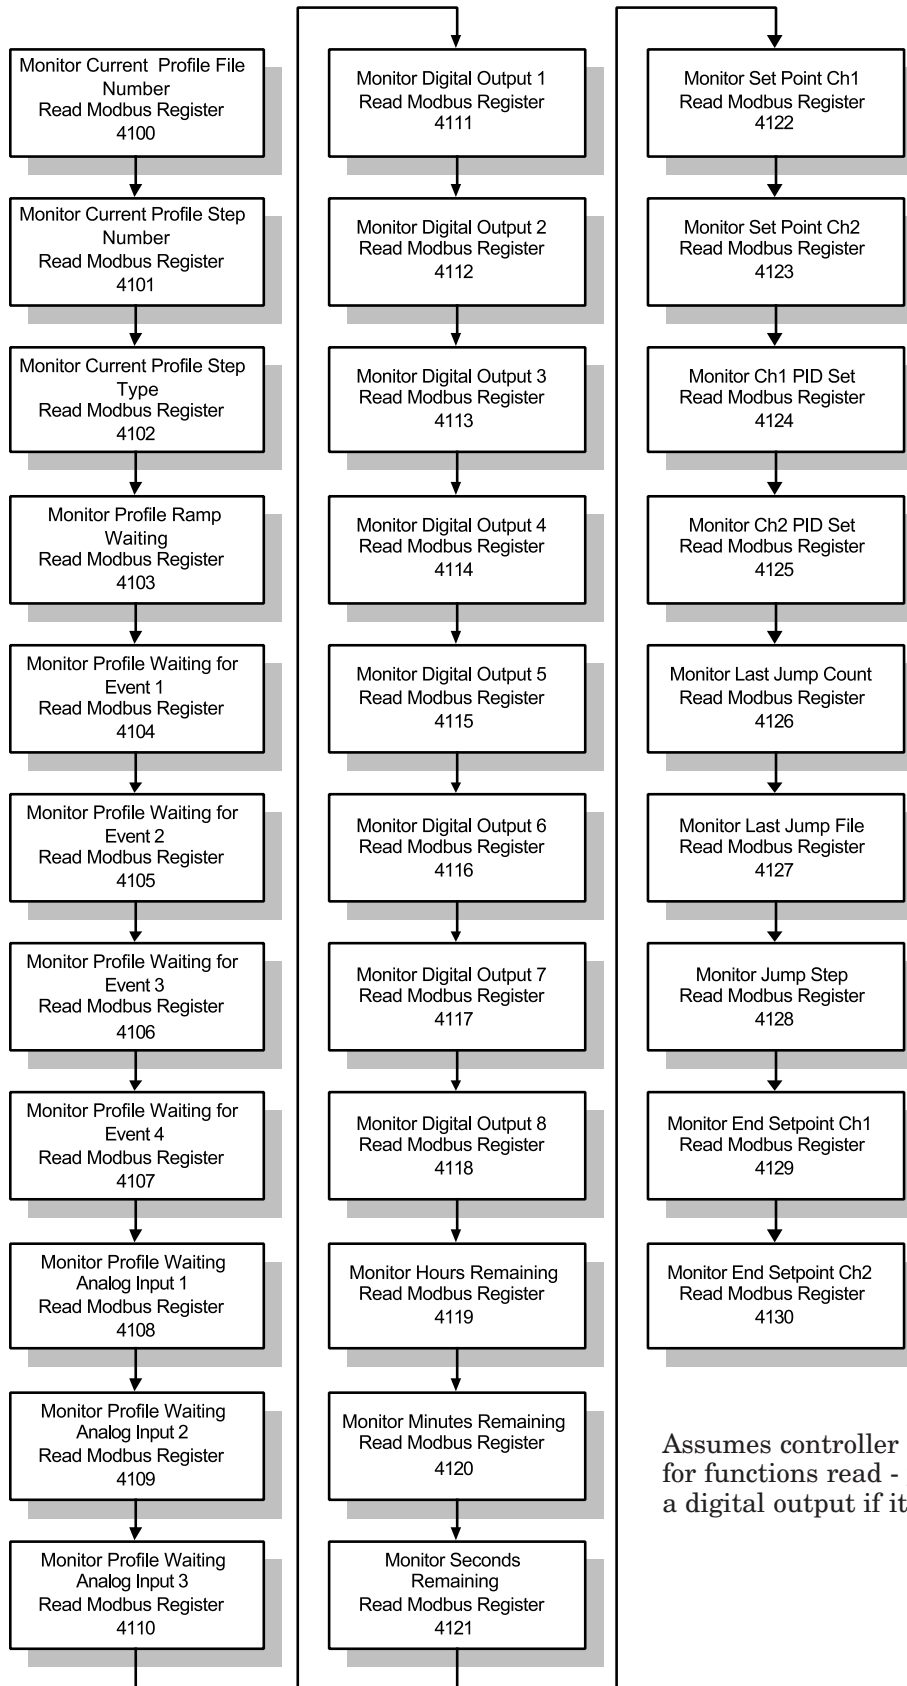 Monitor Current Profile File
Number
Read Modbus Register
4100
Monitor Current Profile Step
Number
Read Modbus Register
4101
Monitor Current Profile Step
Type
Read Modbus Register
4102
Monitor Profile Ramp
Waiting
Read Modbus Register
4103
Monitor Profile Waiting for
Event 1
Read Modbus Register
4104
Monitor Profile Waiting for
Event 2
Read Modbus Register
4105
Monitor Profile Waiting for
Event 3
Read Modbus Register
4106
Monitor Profile Waiting for
Event 4
Read Modbus Register
4107
Monitor Profile Waiting
Analog Input 1
Read Modbus Register
4108
Monitor Profile Waiting
Analog Input 2
Read Modbus Register
4109
Monitor Profile Waiting
Analog Input 3
Read Modbus Register
4110
Monitor Digital Output 1
Read Modbus Register
4111
Monitor Digital Output 2
Read Modbus Register
4112
Monitor Digital Output 3
Read Modbus Register
4113
Monitor Digital Output 4
Read Modbus Register
4114
Monitor Digital Output 5
Read Modbus Register
4115
Monitor Digital Output 6
Read Modbus Register
4116
Monitor Digital Output 7
Read Modbus Register
4117
Monitor Digital Output 8
Read Modbus Register
4118
Monitor Hours Remaining
Read Modbus Register
4119
Monitor Minutes Remaining
Read Modbus Register
4120
Monitor Seconds
Remaining
Read Modbus Register
4121
Monitor Set Point Ch1
Read Modbus Register
4122
Monitor Set Point Ch2
Read Modbus Register
4123
Monitor Ch1 PID Set
Read Modbus Register
4124
Monitor Ch2 PID Set
Read Modbus Register
4125
Monitor Last Jump Count
Read Modbus Register
4126
Monitor Last Jump File
Read Modbus Register
4127
Monitor Jump Step
Read Modbus Register
4128
Monitor End Setpoint Ch1
Read Modbus Register
4129
Monitor End Setpoint Ch2
Read Modbus Register
4130
Assumes controller
for functions read -
a digital output if it